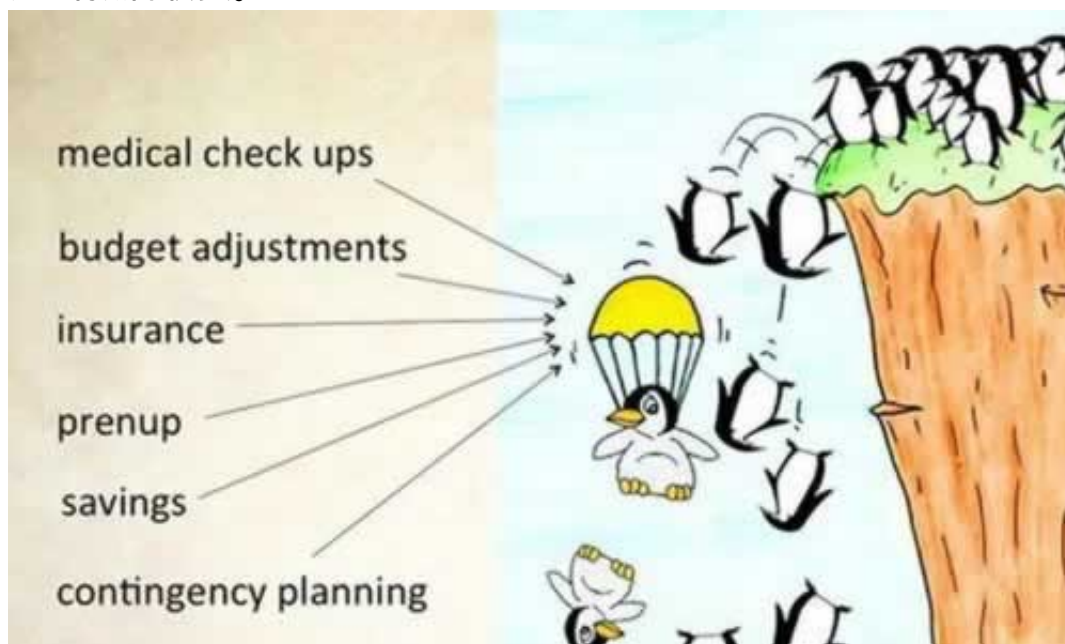 medical check ups
budget adjustments
insurance
prenup
savings
contingency planning